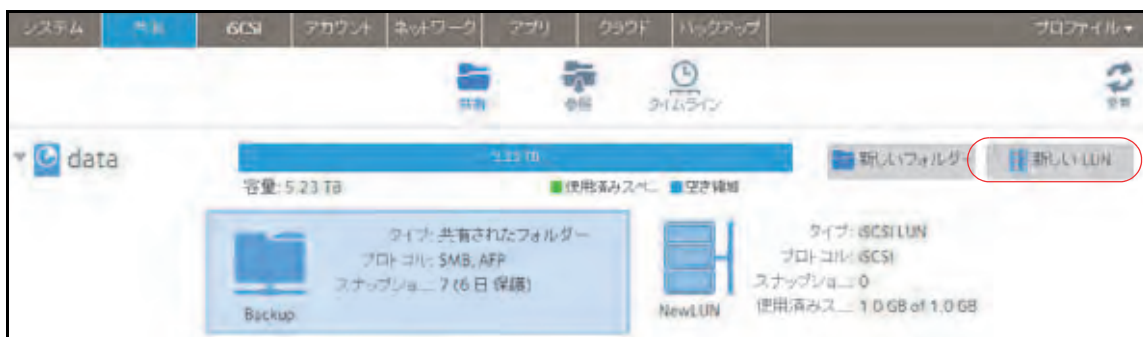 システム 共有 iSCSI アカウント ネットワーク アプリ クラウド バックアップ プロファイル
共有 参照 タイムライン 更新
data
5.23 TB
新しいフォルダー 新しい LUN
容量: 5.23 TB 使用済みスペ... 空き領域
タイプ: 共有されたフォルダー
プロトコル: SMB, AFP
スナップショ...: 7 (6 日 保護)
Backup
タイプ: iSCSI LUN
プロトコル: iSCSI
スナップショ...: 0
使用済みス...: 1.0 GB of 1.0 GB
NewLUN